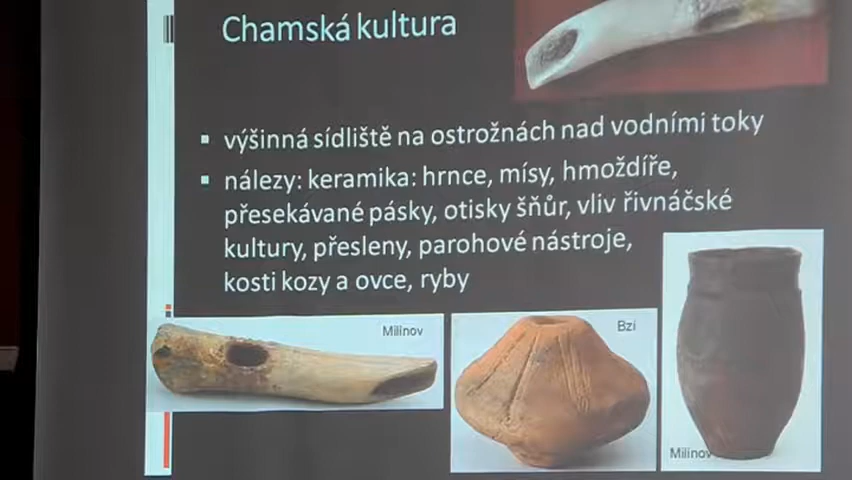 Chamská kultura
▪ výšinná sídliště na ostrožnách nad vodními toky
▪ nálezy: keramika: hrnce, mísy, hmoždíře,
přesekávané pásky, otisky šňůr, vliv řivnáčské
kultury, přesleny, parohové nástroje,
kosti kozy a ovce, ryby
Milínov
Bzí
Milínov